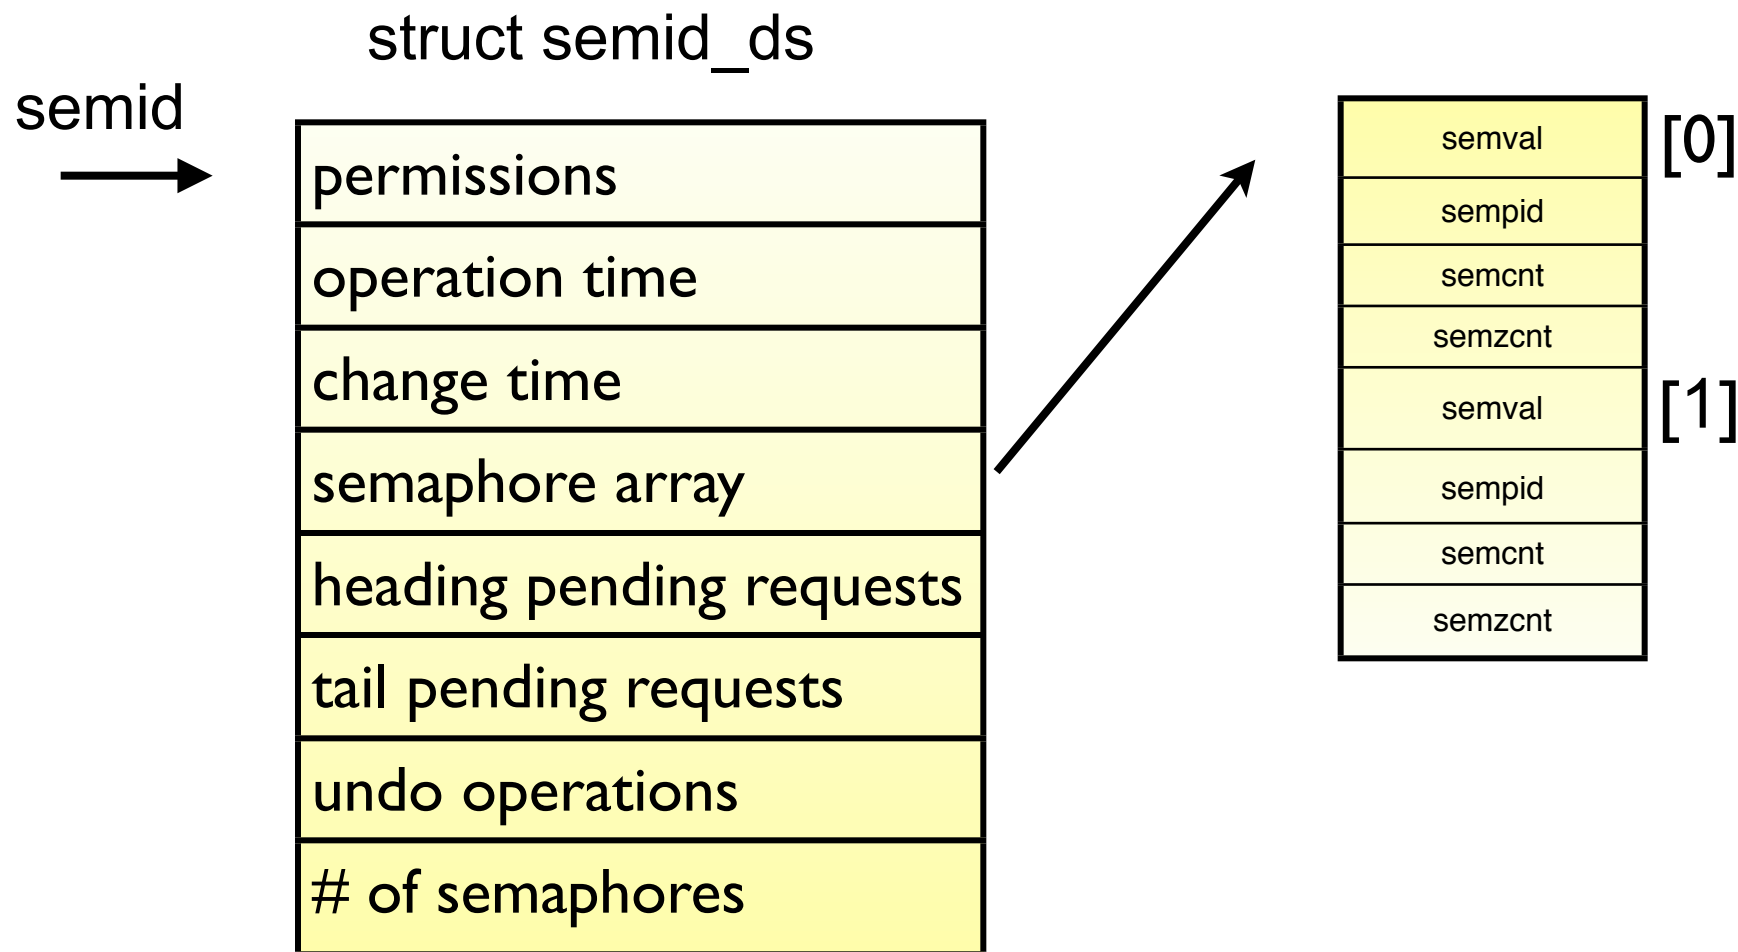 struct semid_ds
semid
permissions
operation time
change time
semaphore array
heading pending requests
tail pending requests
undo operations
# of semaphores
semval [0]
sempid
semcnt
semzcnt
semval [1]
sempid
semcnt
semzcnt